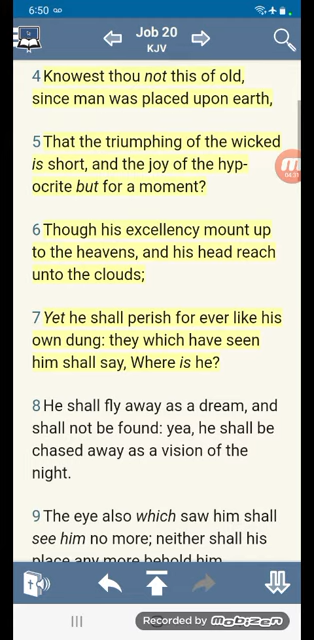 6:50
Job 20
KJV
4 Knowest thou not this of old,
since man was placed upon earth,
5 That the triumphing of the wicked
is short, and the joy of the hyp-
ocrite but for a moment?
6 Though his excellency mount up
to the heavens, and his head reach
unto the clouds;
7 Yet he shall perish for ever like his
own dung: they which have seen
him shall say, Where is he?
8 He shall fly away as a dream, and
shall not be found: yea, he shall be
chased away as a vision of the
night.
9 The eye also which saw him shall
see him no more; neither shall his
place any more behold him
Recorded by mobizen